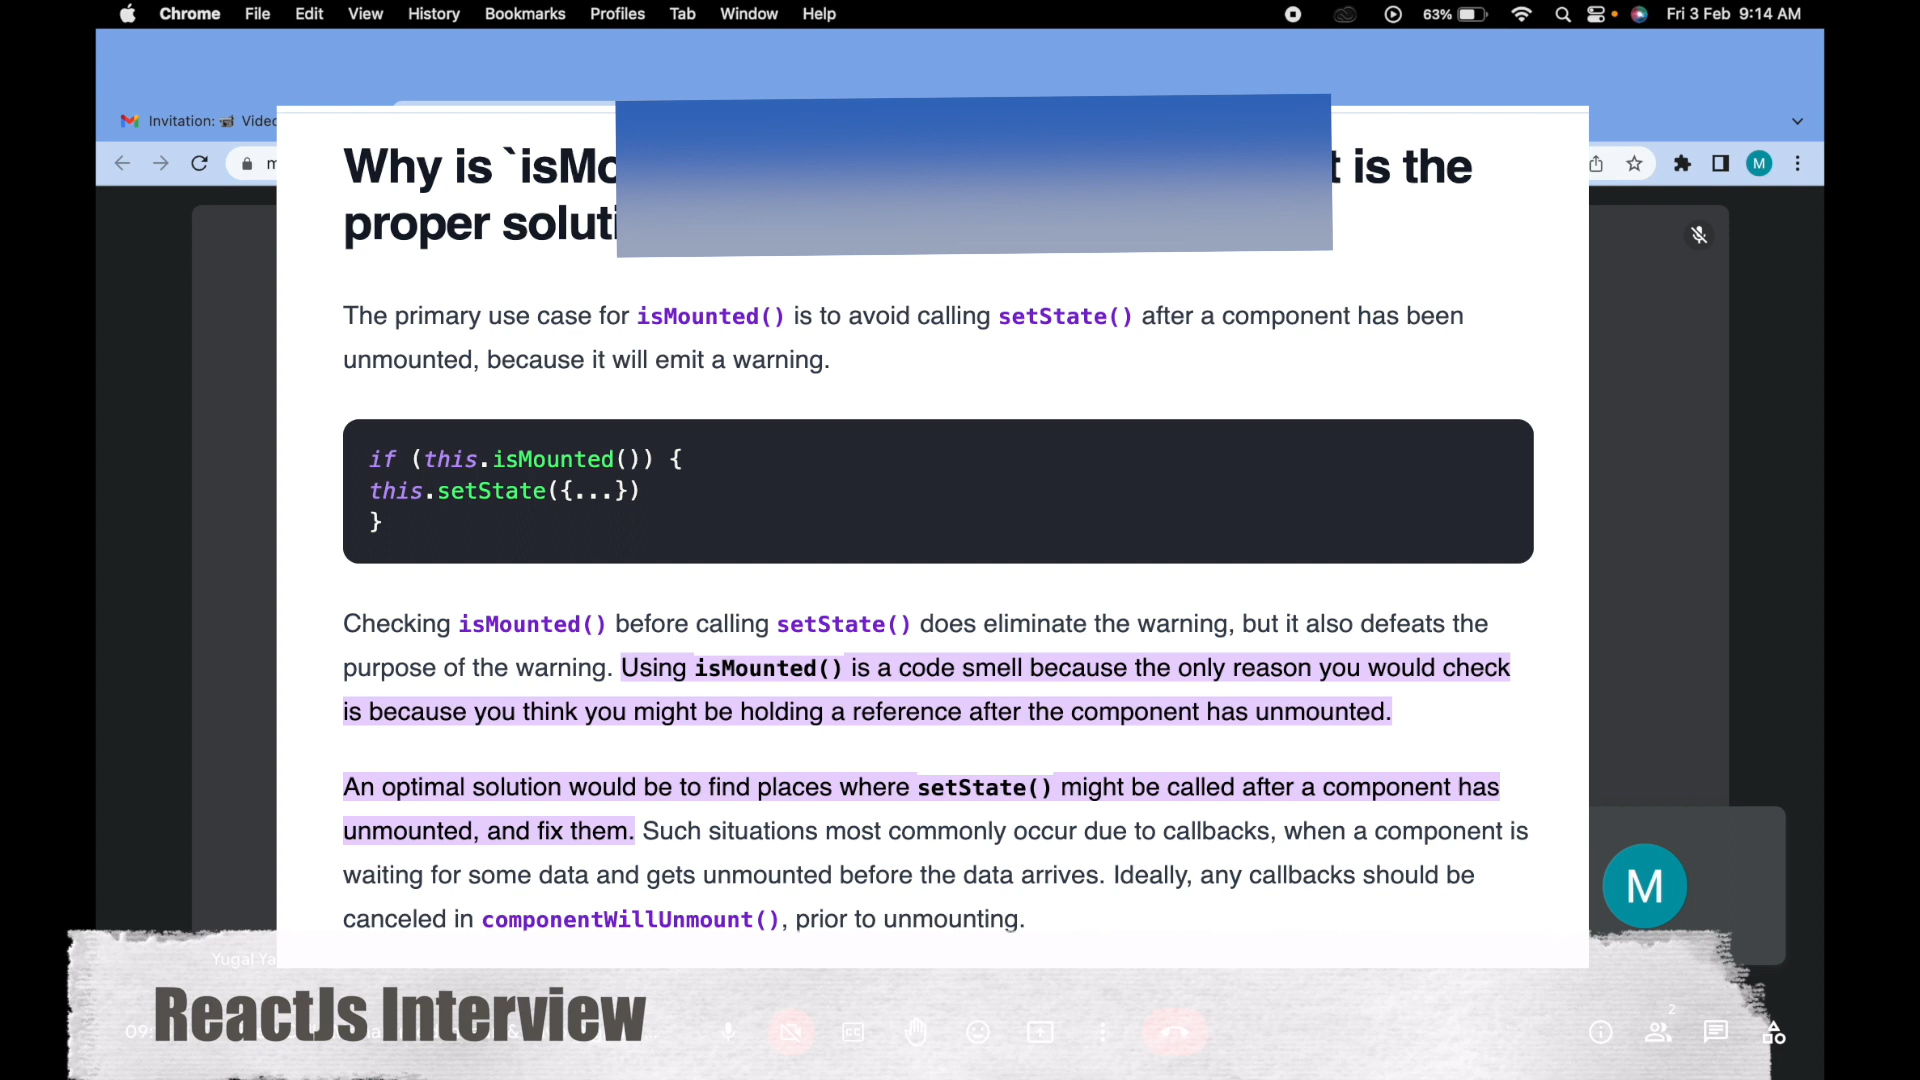 Chrome File Edit View History Bookmarks Profiles Tab Window Help 63% Fri 3 Feb 9:14 AM
Invitation:
Why is `isMo t is the
proper soluti
The primary use case for isMounted() is to avoid calling setState() after a component has been
unmounted, because it will emit a warning.
if (this.isMounted()) {
this.setState({...})
}
Checking isMounted() before calling setState() does eliminate the warning, but it also defeats the
purpose of the warning. Using isMounted() is a code smell because the only reason you would check
is because you think you might be holding a reference after the component has unmounted.
An optimal solution would be to find places where setState() might be called after a component has
unmounted, and fix them. Such situations most commonly occur due to callbacks, when a component is
waiting for some data and gets unmounted before the data arrives. Ideally, any callbacks should be
canceled in componentWillUnmount(), prior to unmounting.
M
M
Yugal Ya
ReactJs Interview
CC
2